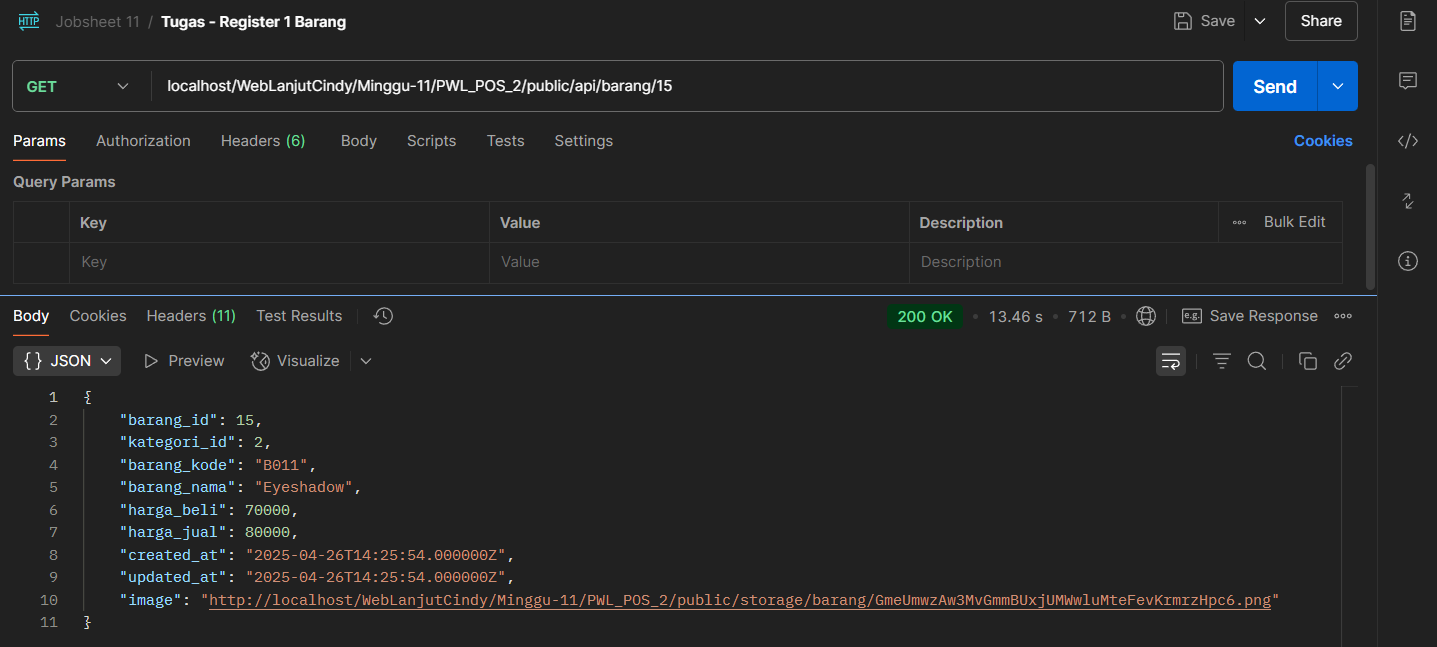 HTTP Jobsheet 11 / Tugas - Register 1 Barang Save Share
GET localhost/WebLanjutCindy/Minggu-11/PWL_POS_2/public/api/barang/15 Send
Params Authorization Headers (6) Body Scripts Tests Settings Cookies
Query Params
Key Value Description Bulk Edit
Key Value Description
Body Cookies Headers (11) Test Results 200 OK 13.46 s 712 B e.g. Save Response
{} JSON Preview Visualize
1 {
2 "barang_id": 15,
3 "kategori_id": 2,
4 "barang_kode": "B011",
5 "barang_nama": "Eyeshadow",
6 "harga_beli": 70000,
7 "harga_jual": 80000,
8 "created_at": "2025-04-26T14:25:54.000000Z",
9 "updated_at": "2025-04-26T14:25:54.000000Z",
10 "image": "http://localhost/WebLanjutCindy/Minggu-11/PWL_POS_2/public/storage/barang/GmeUmwzAw3MvGmmBUxjUMWwluMteFevKrmrzHpc6.png"
11 }